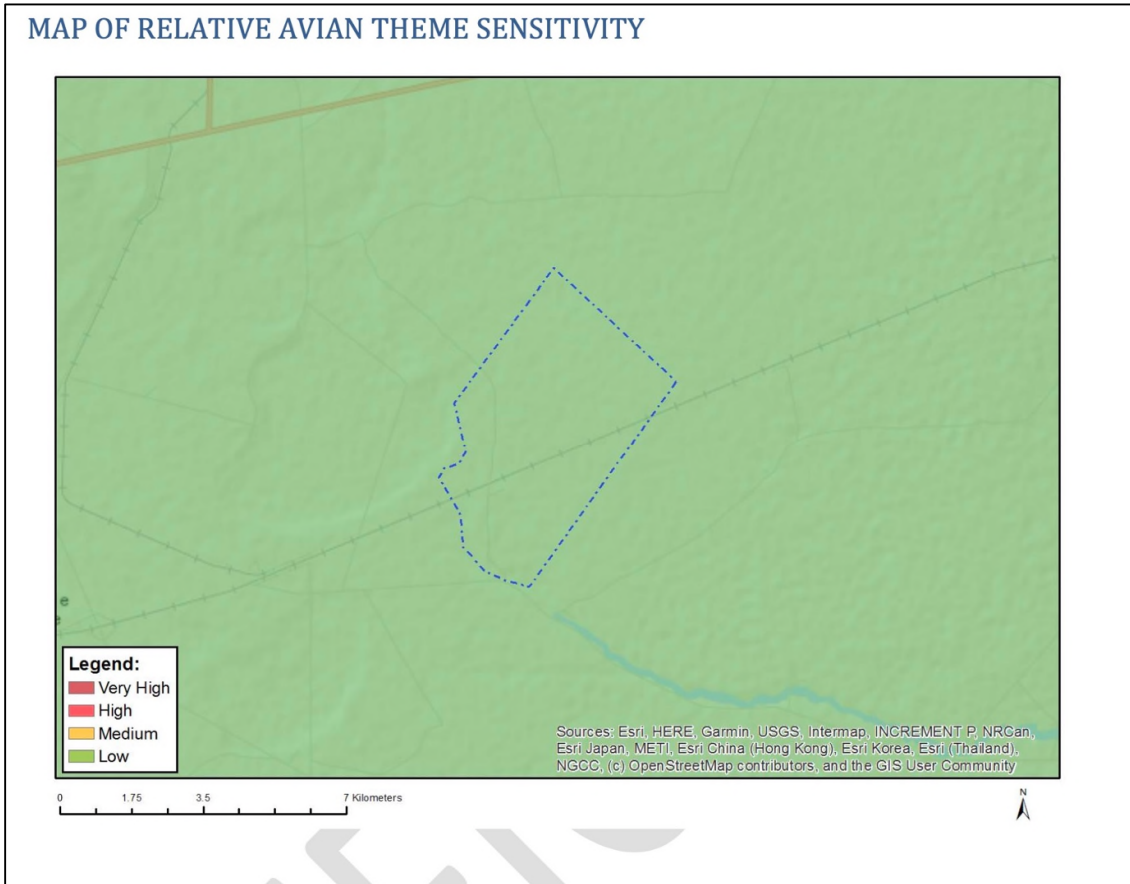 MAP OF RELATIVE AVIAN THEME SENSITIVITY
e
e
Legend:
Very High
High
Medium
Low
Sources: Esri, HERE, Garmin, USGS, Intermap, INCREMENT P, NRCan,
Esri Japan, METI, Esri China (Hong Kong), Esri Korea, Esri (Thailand),
NGCC, (c) OpenStreetMap contributors, and the GIS User Community
0 1.75 3.5 7 Kilometers
N